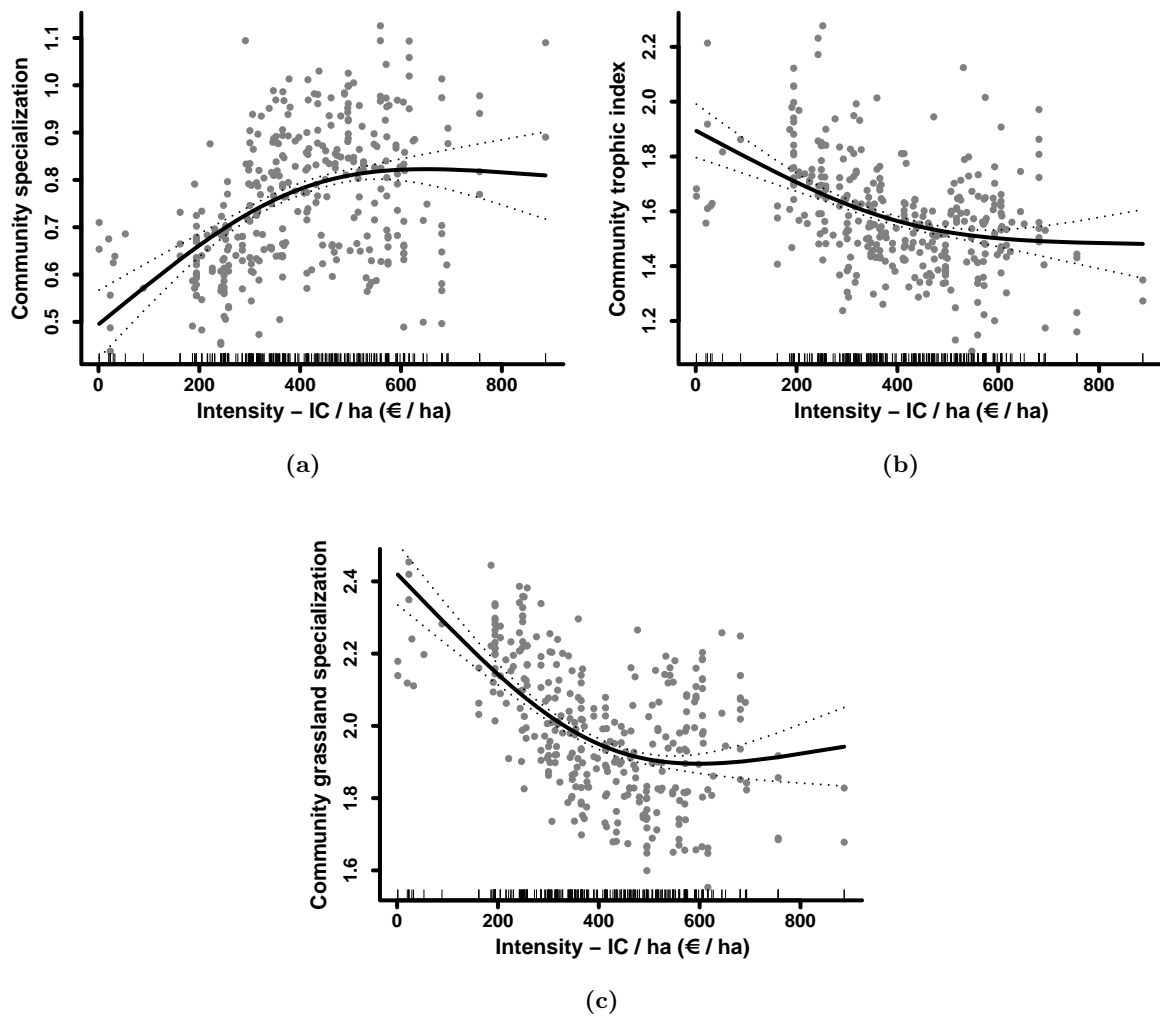 Community specialization
1.1
1.0
0.9
0.8
0.7
0.6
0.5
0 200 400 600 800
Intensity – IC / ha (€ / ha)
(a)
Community trophic index
2.2
2.0
1.8
1.6
1.4
1.2
0 200 400 600 800
Intensity – IC / ha (€ / ha)
(b)
Community grassland specialization
2.4
2.2
2.0
1.8
1.6
0 200 400 600 800
Intensity – IC / ha (€ / ha)
(c)